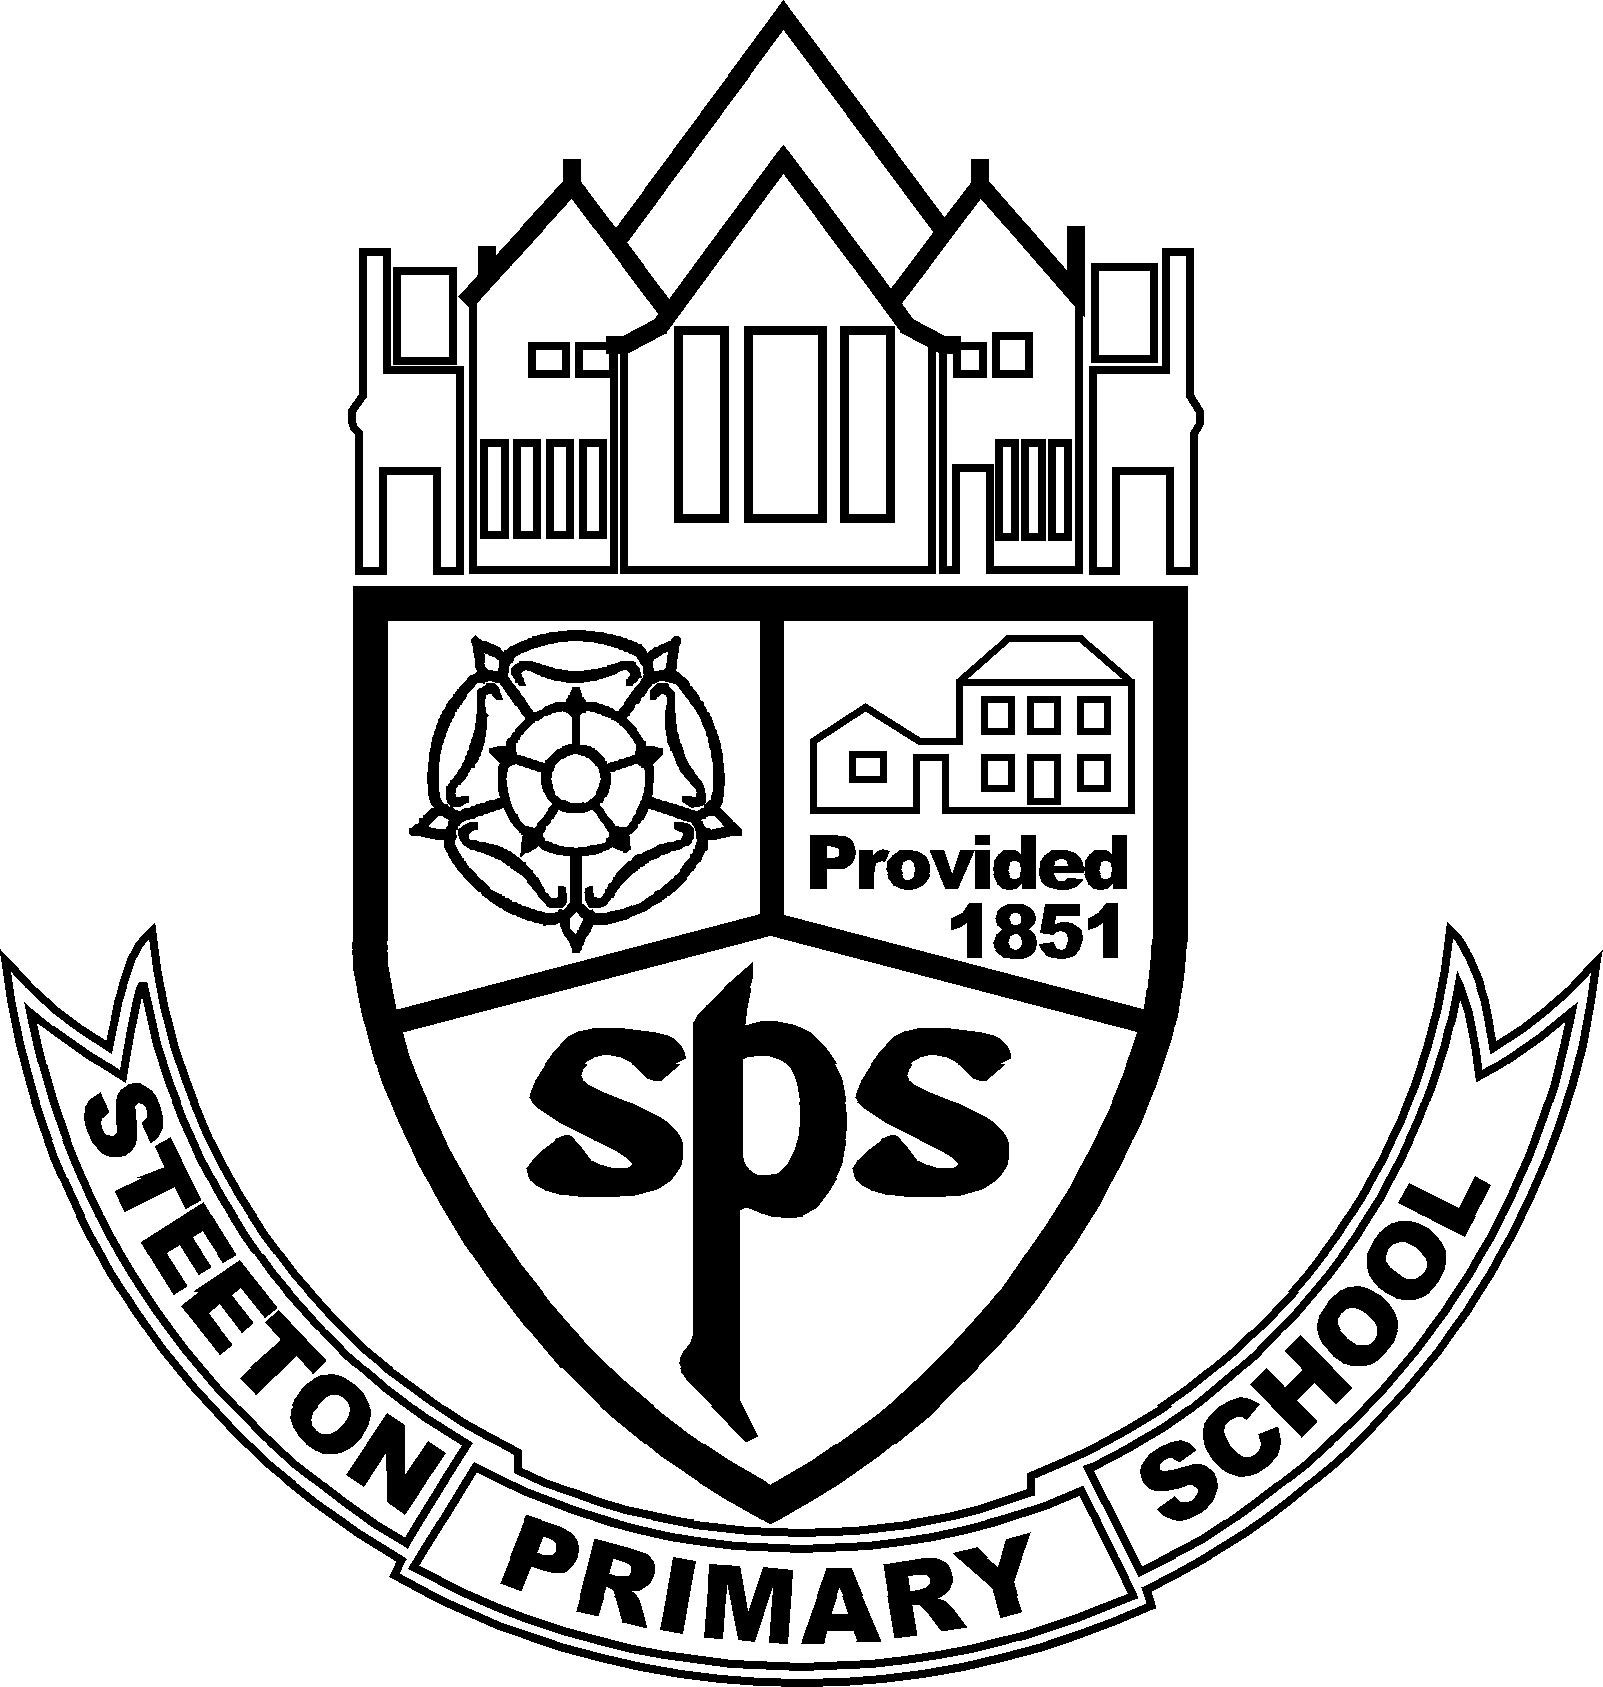 Provided
1851
sps
STEETON PRIMARY SCHOOL